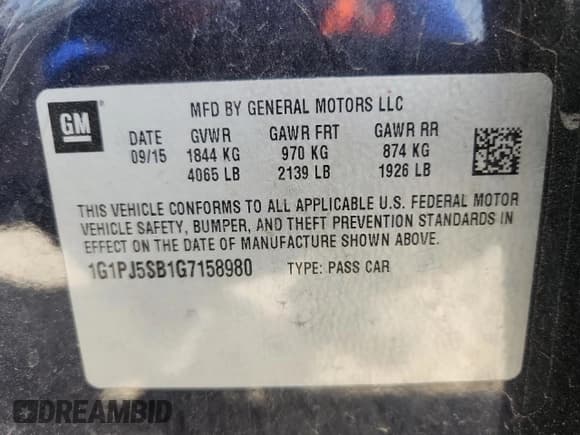 GM
MFD BY GENERAL MOTORS LLC
DATE GVWR GAWR FRT GAWR RR
09/15 1844 KG 970 KG 874 KG
4065 LB 2139 LB 1926 LB
THIS VEHICLE CONFORMS TO ALL APPLICABLE U.S. FEDERAL MOTOR
VEHICLE SAFETY, BUMPER, AND THEFT PREVENTION STANDARDS IN
EFFECT ON THE DATE OF MANUFACTURE SHOWN ABOVE.
1G1PJ5SB1G7158980 TYPE: PASS CAR
DREAMBID